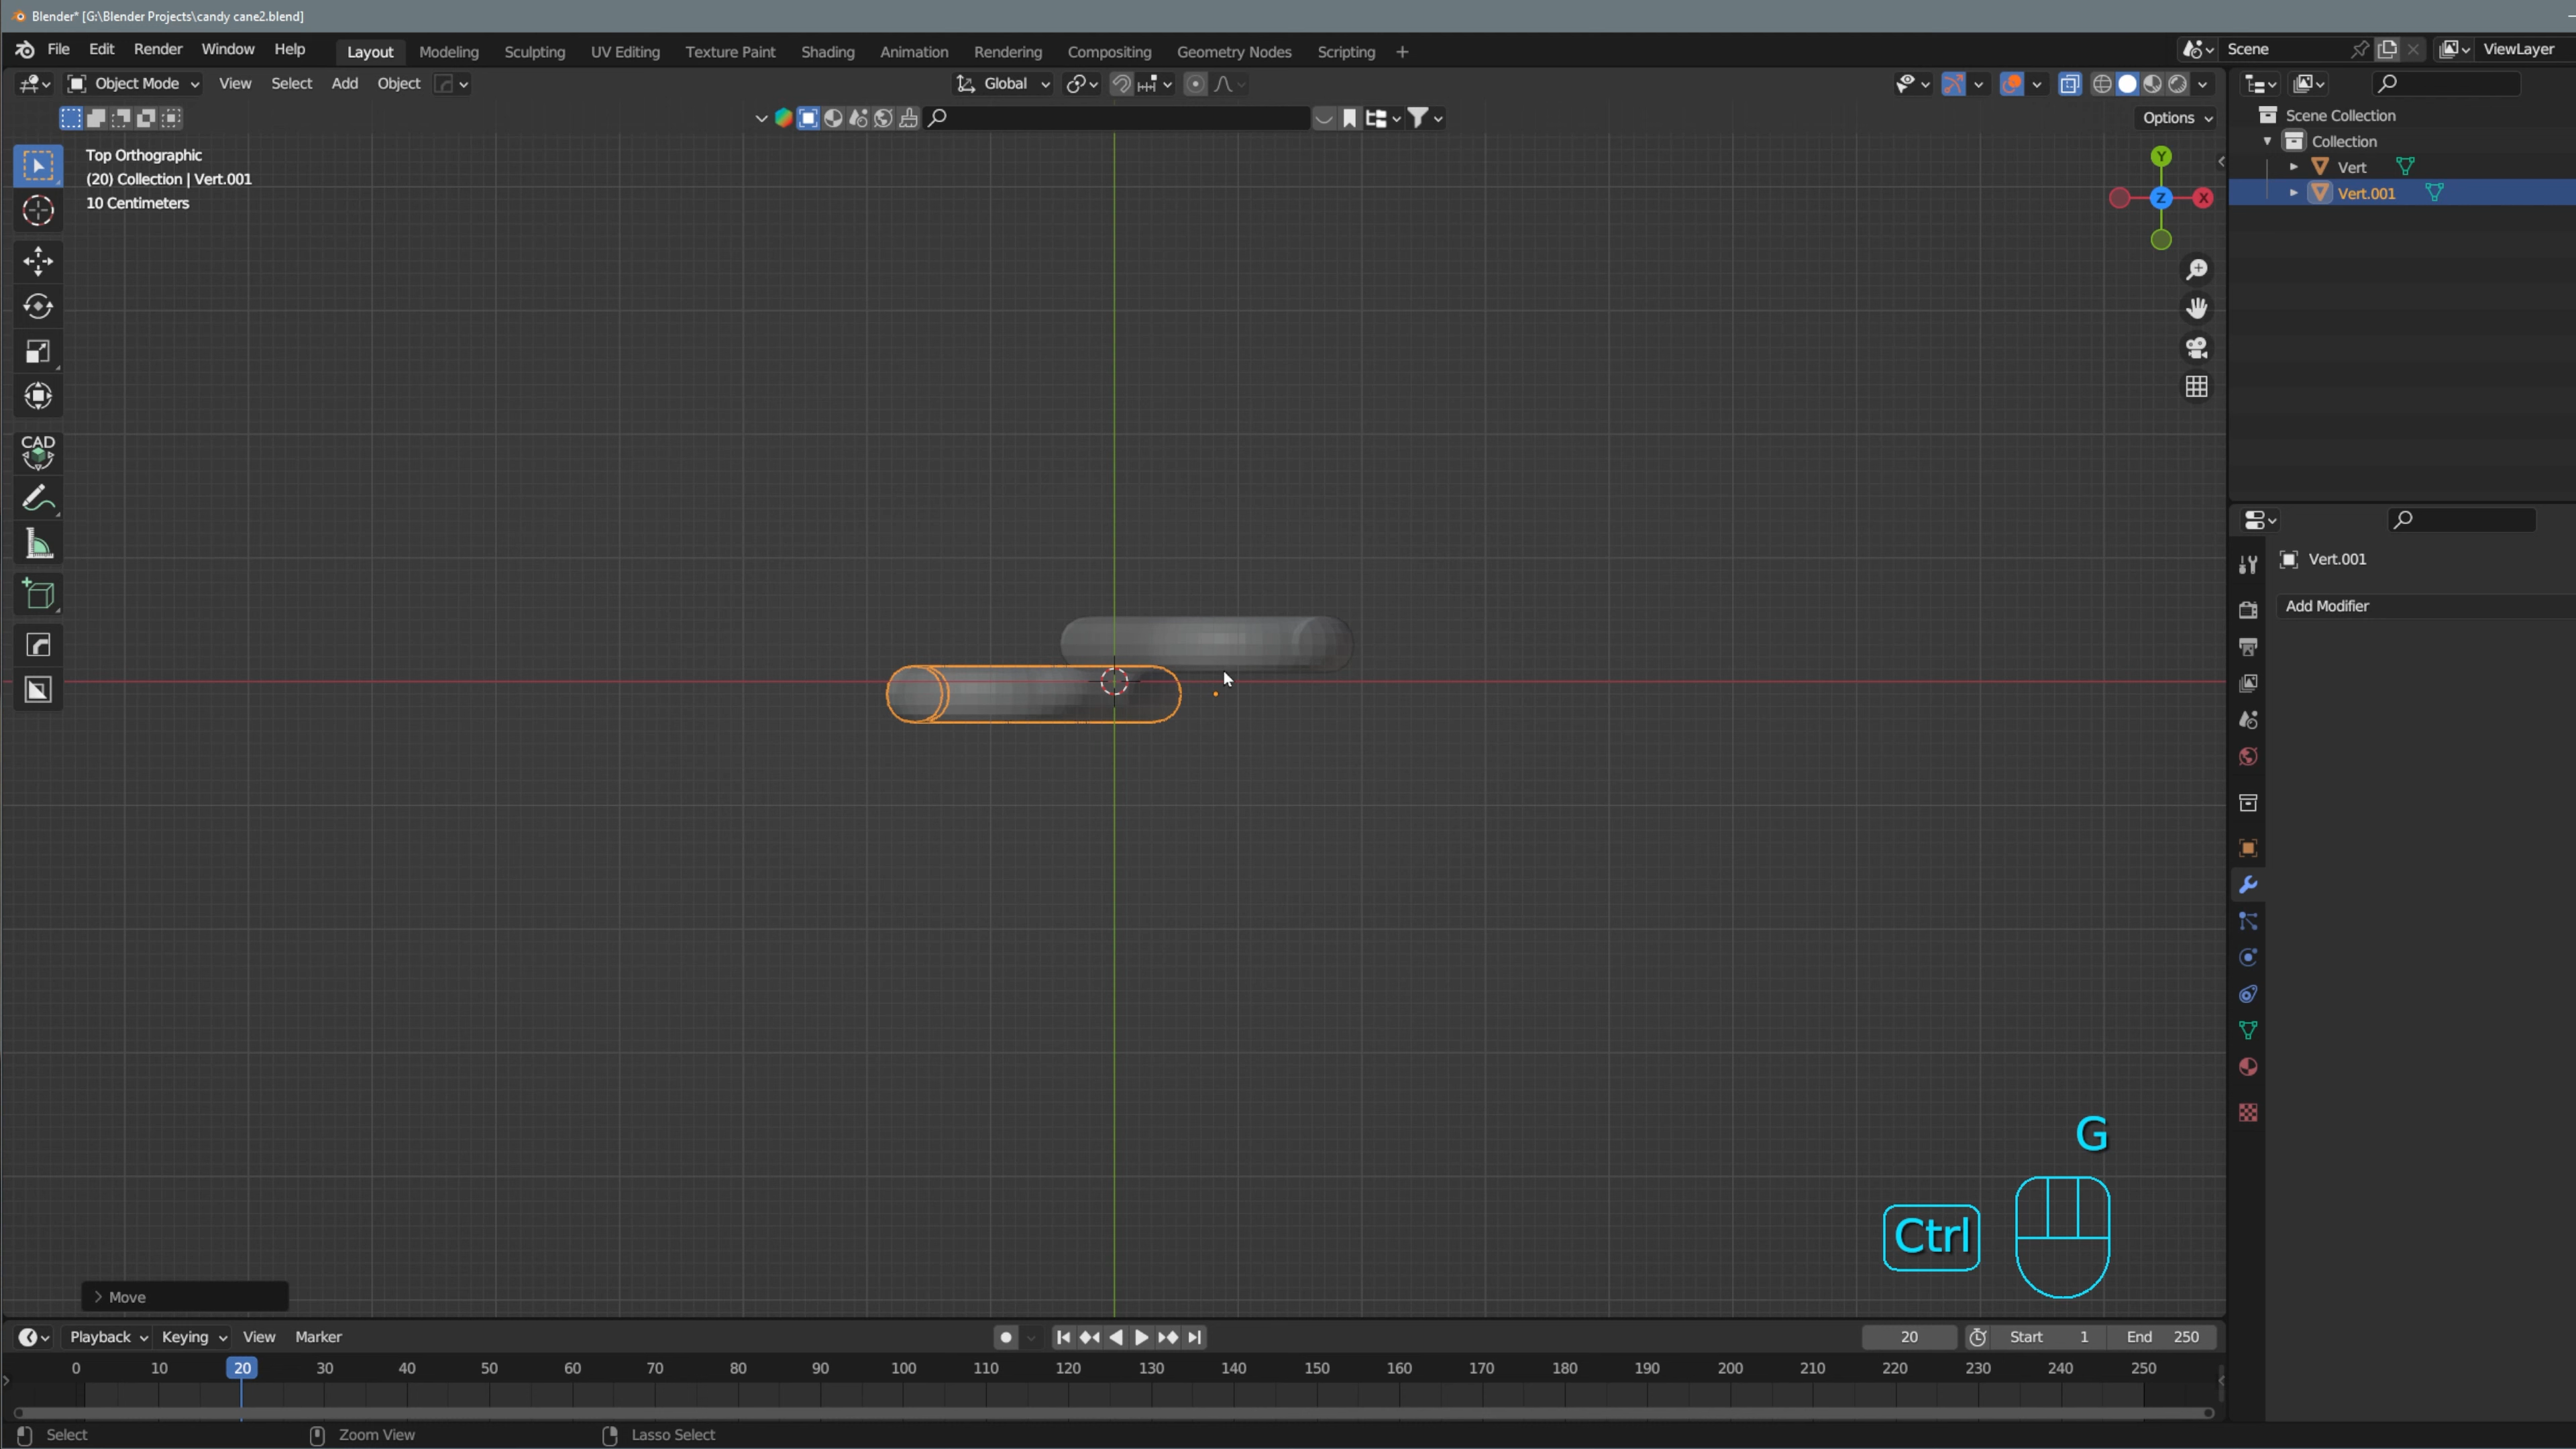 Blender* [G:\Blender Projects\candy cane2.blend]
File Edit Render Window Help Layout Modeling Sculpting UV Editing Texture Paint Shading Animation Rendering Compositing Geometry Nodes Scripting + Scene ViewLayer
Object Mode View Select Add Object Global
Options
Top Orthographic
(20) Collection | Vert.001
10 Centimeters
Y
Z X
CAD
Scene Collection
Collection
Vert
Vert.001
Vert.001
Add Modifier
G
Ctrl
> Move
Playback Keying View Marker 20 Start 1 End 250
0 10 20 30 40 50 60 70 80 90 100 110 120 130 140 150 160 170 180 190 200 210 220 230 240 250
Select Zoom View Lasso Select